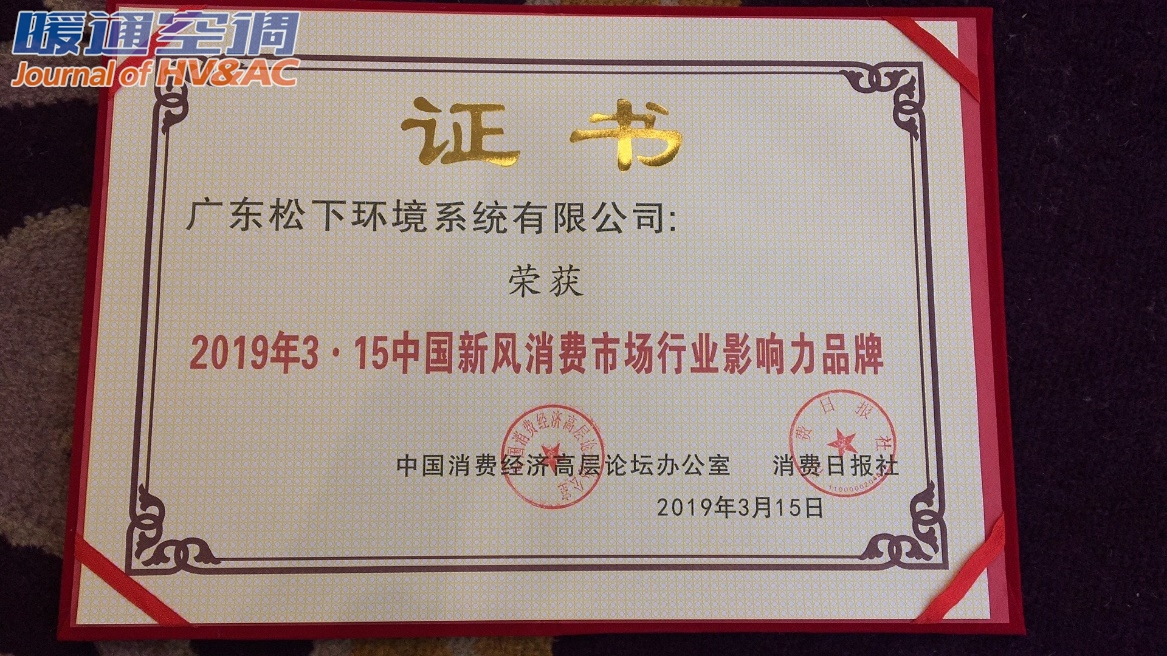 暖通空调
Journal of HV&AC
证书
广东松下环境系统有限公司:
荣获
2019年3·15中国新风消费市场行业影响力品牌
中国消费经济高层论坛办公室 消费日报社
2019年3月15日